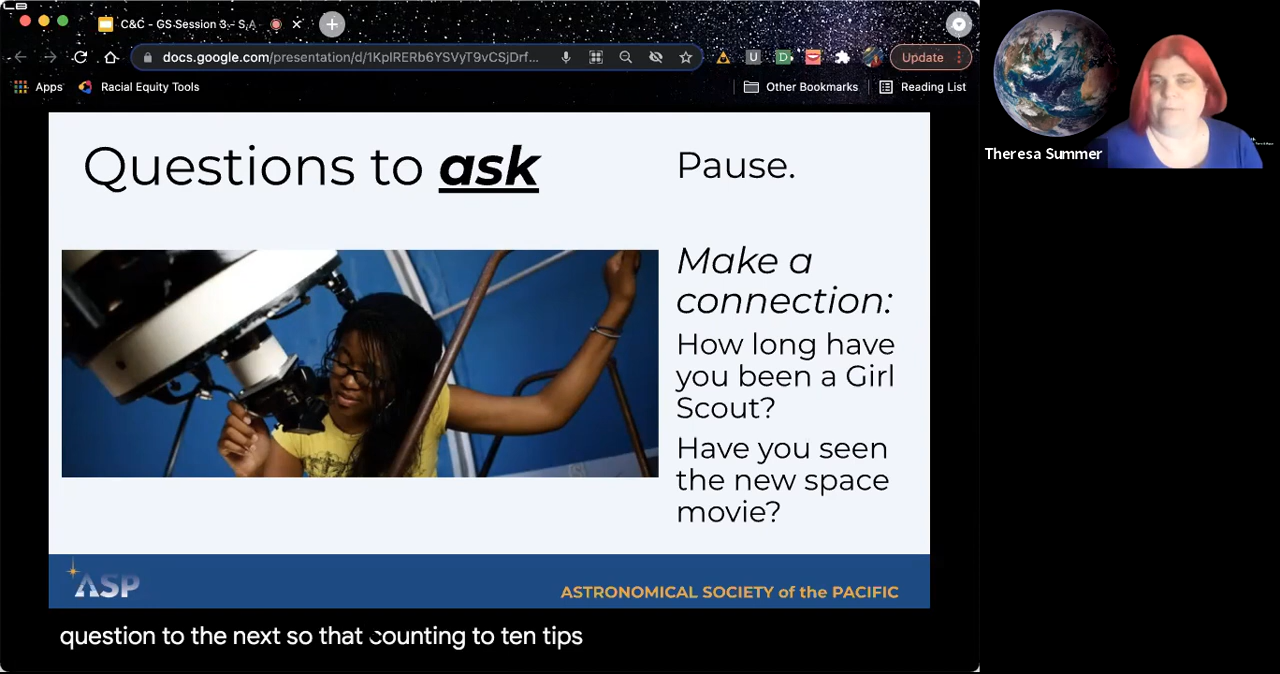 C&C - GS Session 3 - S,A
docs.google.com/presentation/d/1KpIRERb6YSVyT9vCSjDrf...
Update
Apps
Racial Equity Tools
Other Bookmarks
Reading List
Questions to ask
Pause.
Make a
connection:
How long have
you been a Girl
Scout?
Have you seen
the new space
movie?
ASP
ASTRONOMICAL SOCIETY of the PACIFIC
question to the next so that counting to ten tips
Theresa Summer